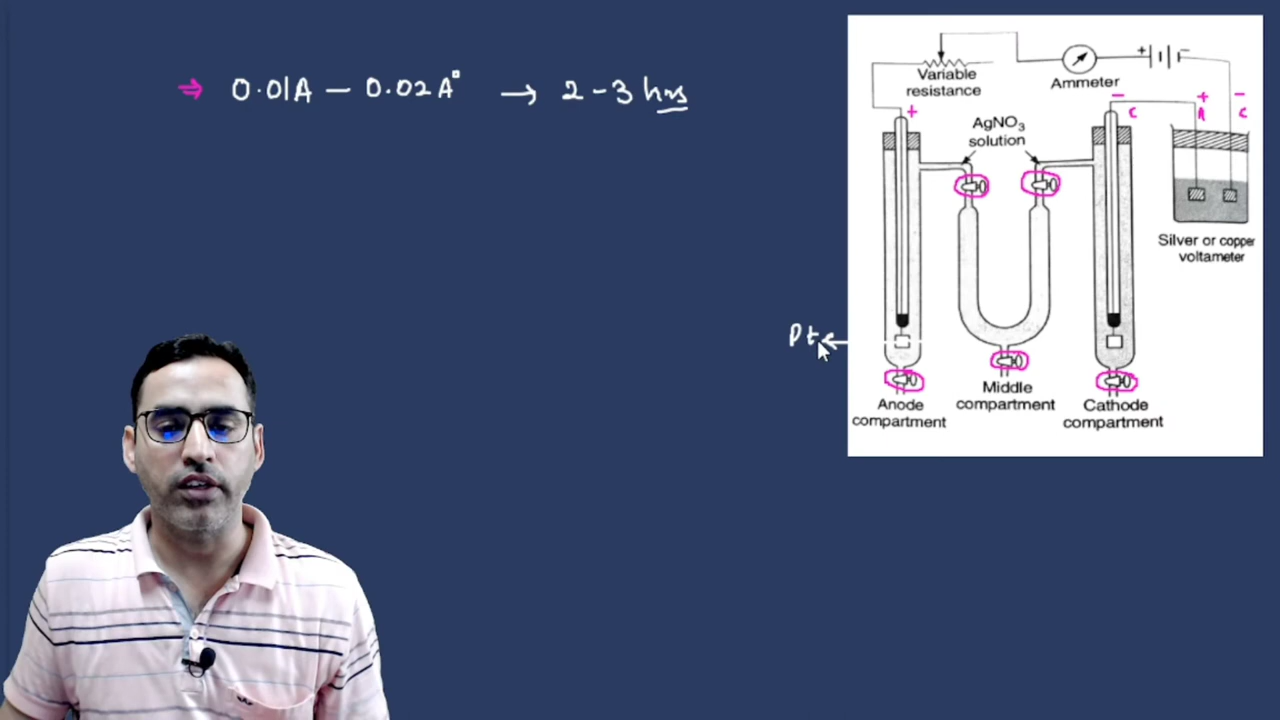 ⇒ 0.01A – 0.02A° → 2-3 hrs
Variable
resistance
+ -
Ammeter
+
AgNO3
solution
-
C
+
A
-
C
Silver or copper
voltameter
Pt
Anode
compartment
Middle
compartment
Cathode
compartment